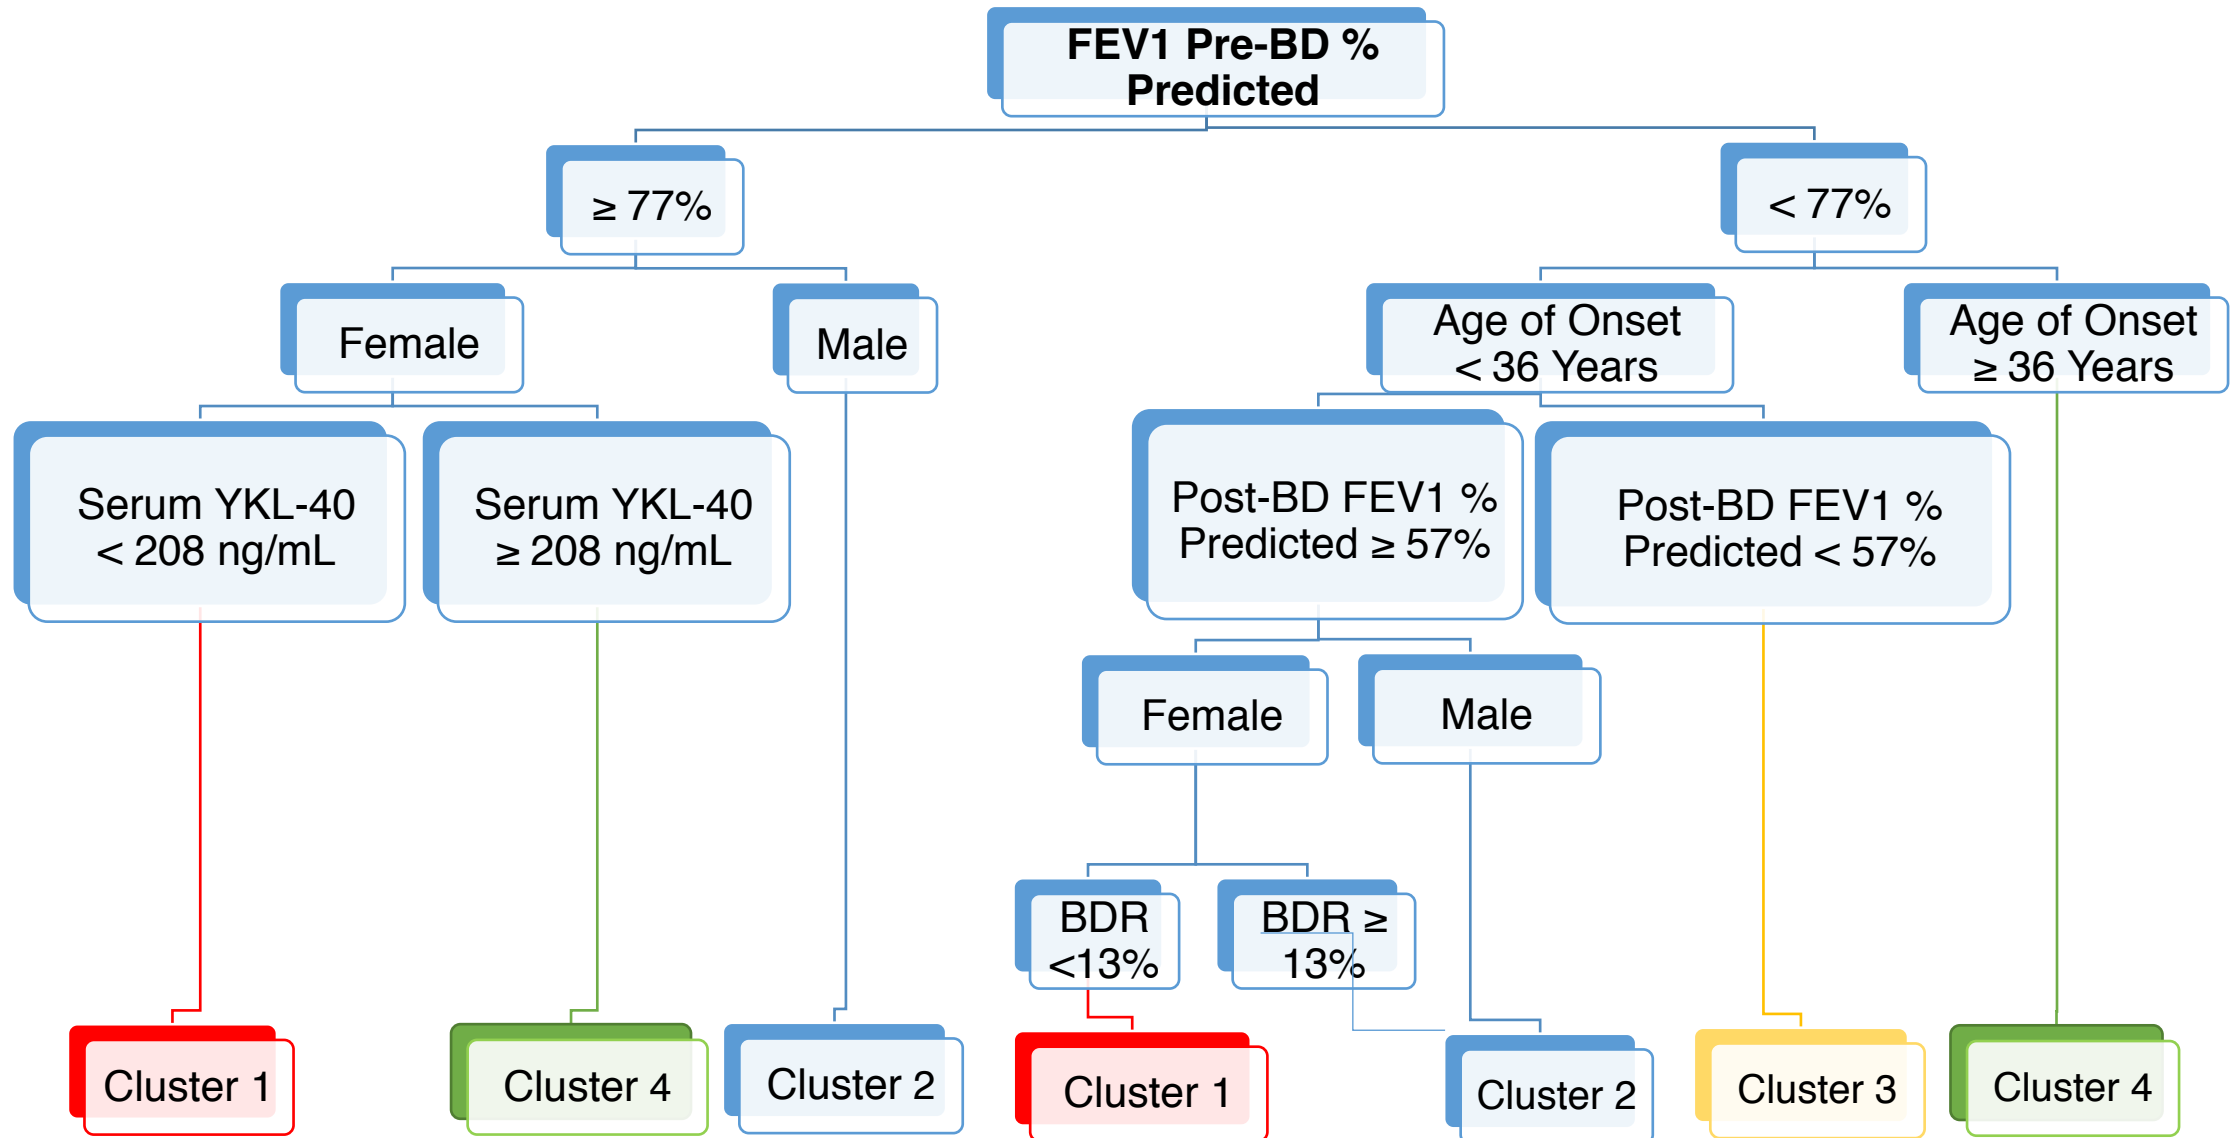 FEV1 Pre-BD %
Predicted
≥ 77%
< 77%
Female
Male
Age of Onset
< 36 Years
Age of Onset
≥ 36 Years
Serum YKL-40
< 208 ng/mL
Serum YKL-40
≥ 208 ng/mL
Post-BD FEV1 %
Predicted ≥ 57%
Post-BD FEV1 %
Predicted < 57%
Female
Male
BDR
<13%
BDR ≥
13%
Cluster 1
Cluster 4
Cluster 2
Cluster 1
Cluster 2
Cluster 3
Cluster 4